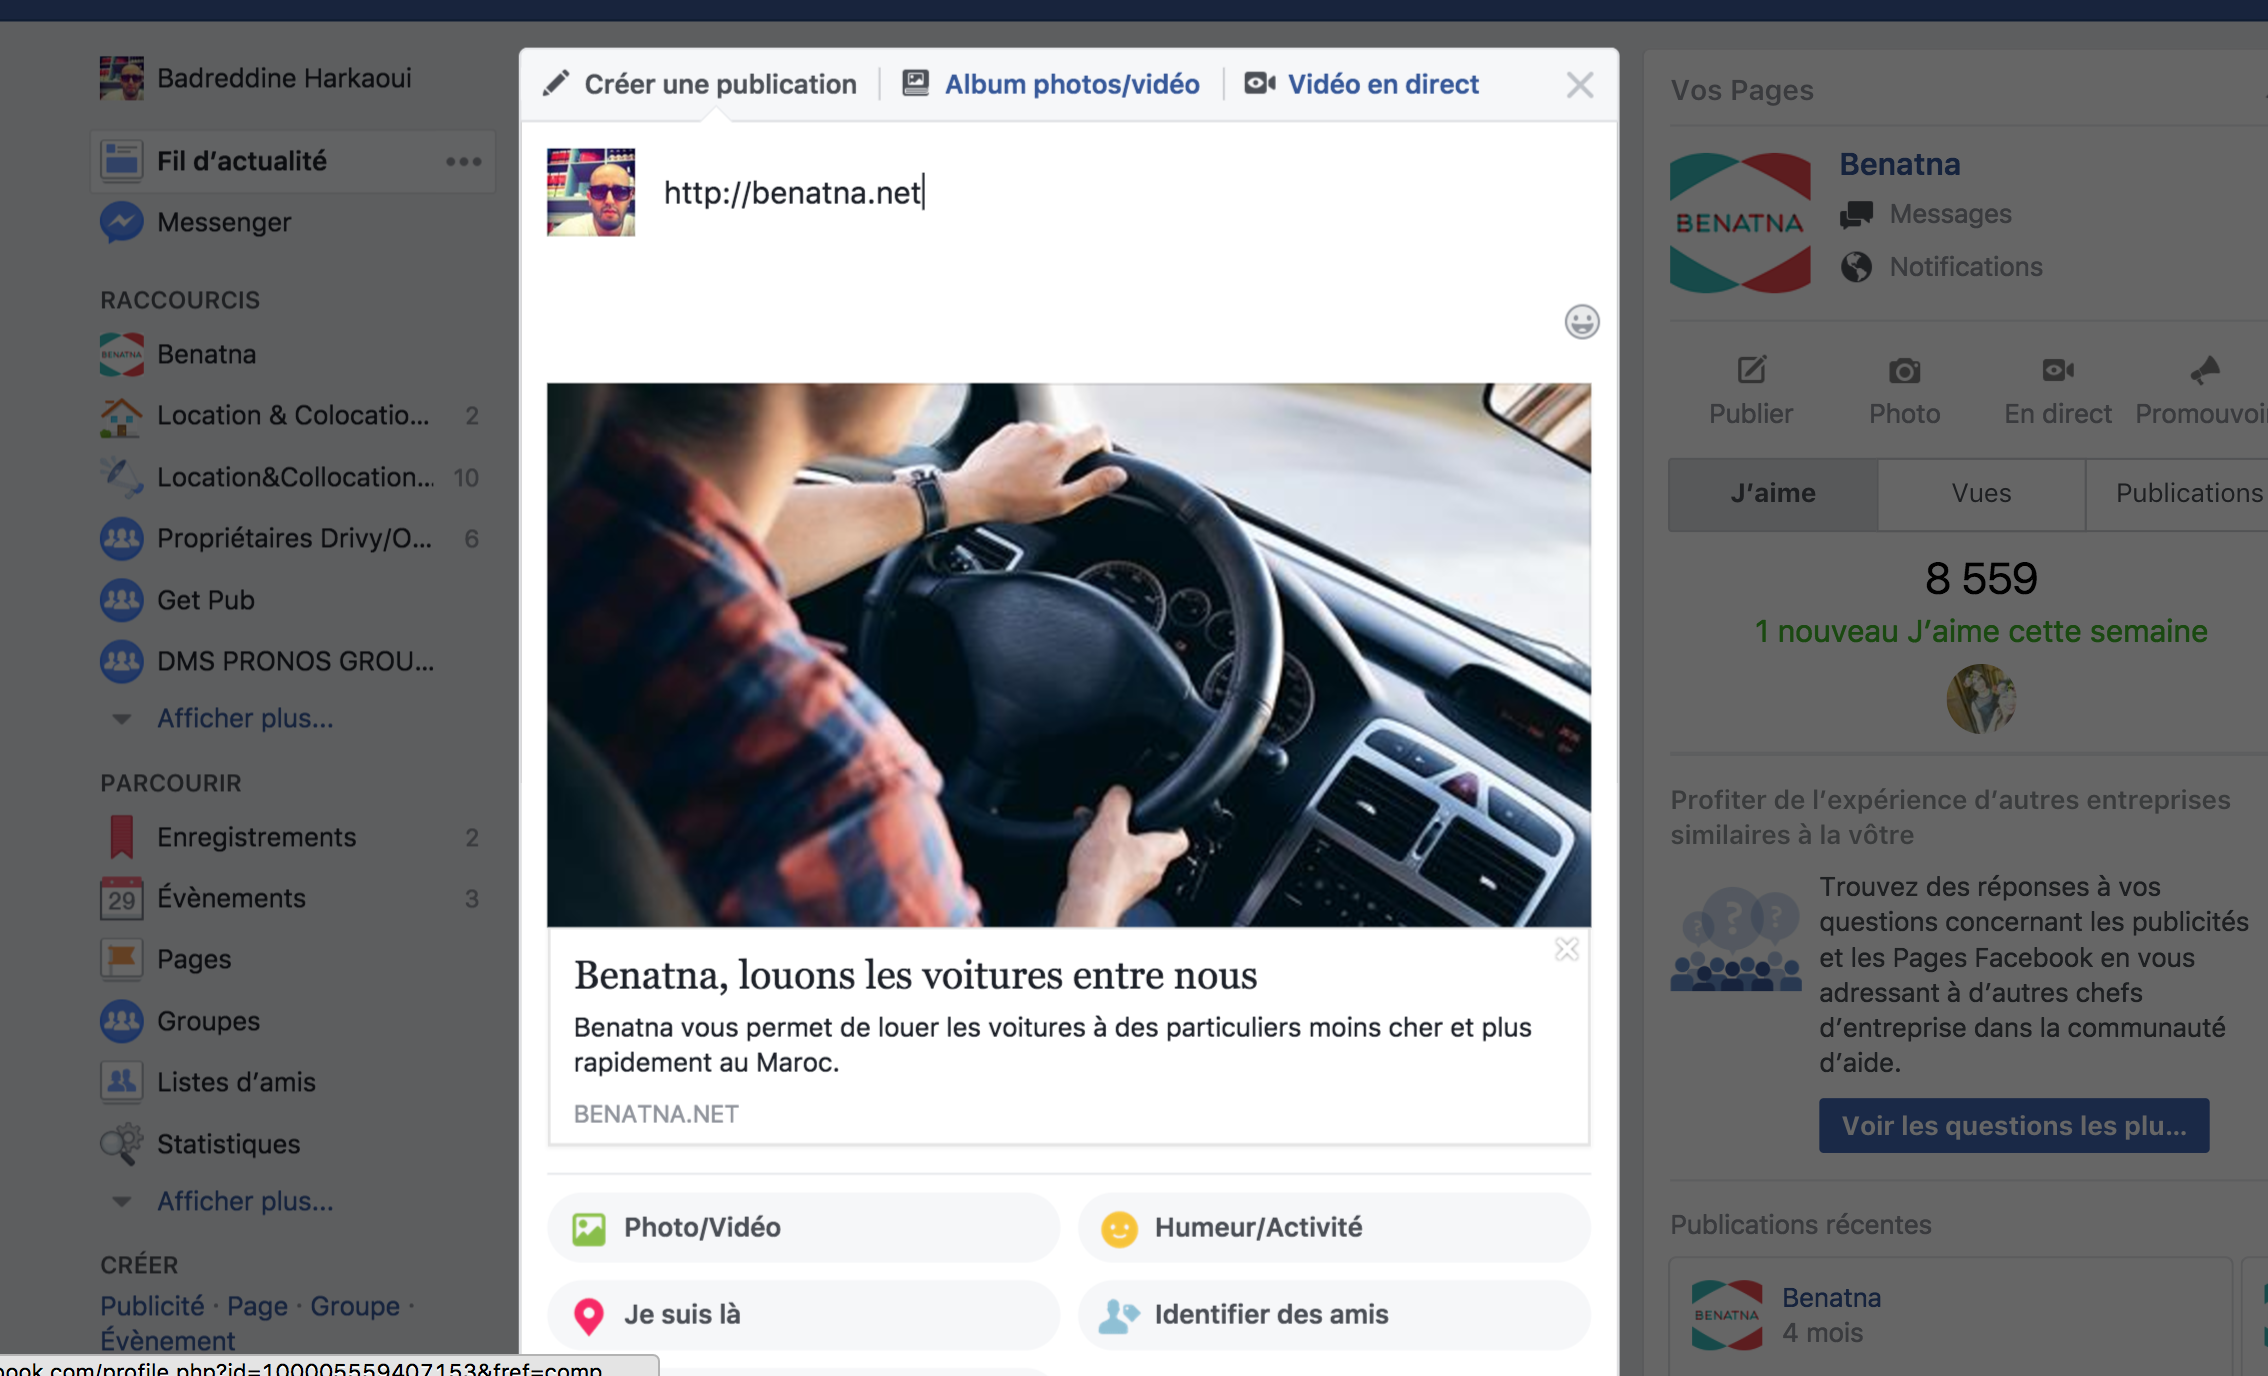 Badreddine Harkaoui
Fil d’actualité
Messenger
RACCOURCIS
Benatna
Location & Colocatio... 2
Location&Collocation... 10
Propriétaires Drivy/O... 6
Get Pub
DMS PRONOS GROU...
Afficher plus...
PARCOURIR
Enregistrements 2
29 Évènements 3
Pages
Groupes
Listes d’amis
Statistiques
Afficher plus...
CRÉER
Publicité · Page · Groupe ·
Évènement
book.com/profile.php?id=100005559407153&fref=comp
Créer une publication
Album photos/vidéo
Vidéo en direct
http://benatna.net
Benatna, louons les voitures entre nous
Benatna vous permet de louer les voitures à des particuliers moins cher et plus
rapidement au Maroc.
BENATNA.NET
Photo/Vidéo
Humeur/Activité
Je suis là
Identifier des amis
Vos Pages
BENATNA
Benatna
Messages
Notifications
Publier
Photo
En direct
Promouvoir
J’aime
Vues
Publications
8 559
1 nouveau J’aime cette semaine
Profiter de l’expérience d’autres entreprises
similaires à la vôtre
Trouvez des réponses à vos
questions concernant les publicités
et les Pages Facebook en vous
adressant à d’autres chefs
d’entreprise dans la communauté
d’aide.
Voir les questions les plu...
Publications récentes
BENATNA
Benatna
4 mois